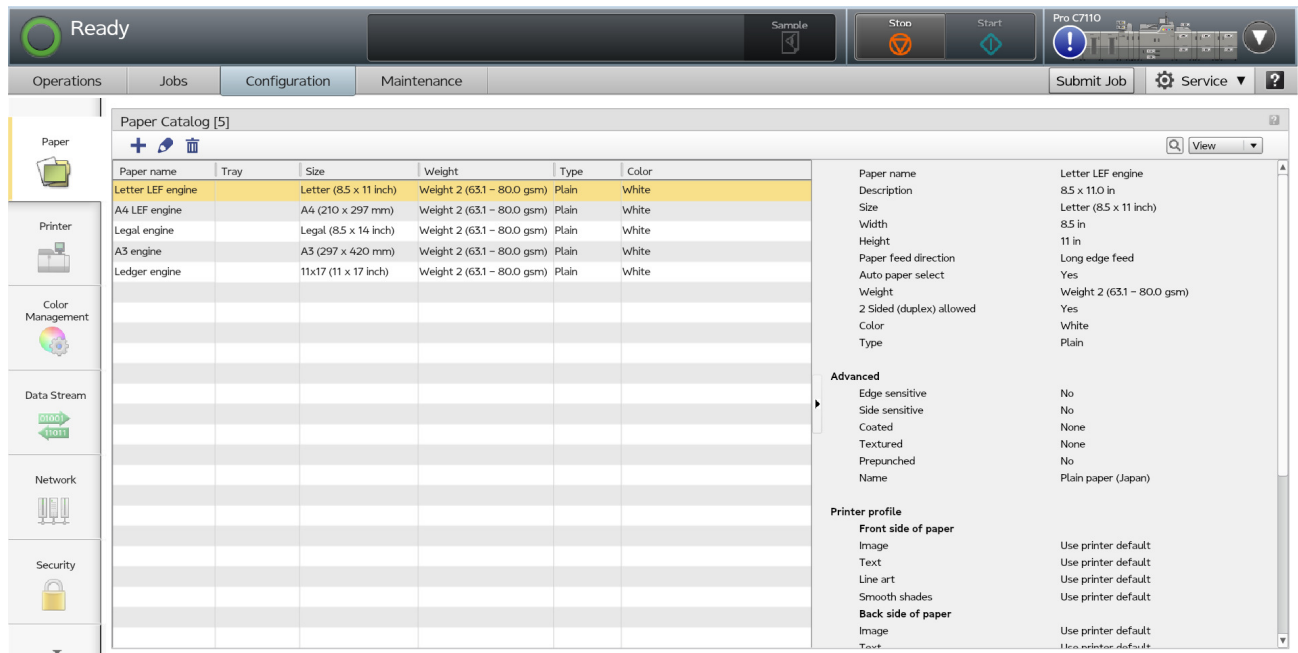 Ready
Sample
Stop
Start
Pro C7110
Operations
Jobs
Configuration
Maintenance
Submit Job
Service
?
Paper
Printer
Color
Management
Data Stream
01001
11011
Network
Security
Paper Catalog [5]
?
View
Paper name Tray Size Weight Type Color
Letter LEF engine Letter (8.5 x 11 inch) Weight 2 (63.1 – 80.0 gsm) Plain White
A4 LEF engine A4 (210 x 297 mm) Weight 2 (63.1 – 80.0 gsm) Plain White
Legal engine Legal (8.5 x 14 inch) Weight 2 (63.1 – 80.0 gsm) Plain White
A3 engine A3 (297 x 420 mm) Weight 2 (63.1 – 80.0 gsm) Plain White
Ledger engine 11x17 (11 x 17 inch) Weight 2 (63.1 – 80.0 gsm) Plain White
Paper name Letter LEF engine
Description 8.5 x 11.0 in
Size Letter (8.5 x 11 inch)
Width 8.5 in
Height 11 in
Paper feed direction Long edge feed
Auto paper select Yes
Weight Weight 2 (63.1 – 80.0 gsm)
2 Sided (duplex) allowed Yes
Color White
Type Plain
Advanced
Edge sensitive No
Side sensitive No
Coated None
Textured None
Prepunched No
Name Plain paper (Japan)
Printer profile
Front side of paper
Image Use printer default
Text Use printer default
Line art Use printer default
Smooth shades Use printer default
Back side of paper
Image Use printer default
Text Use printer default